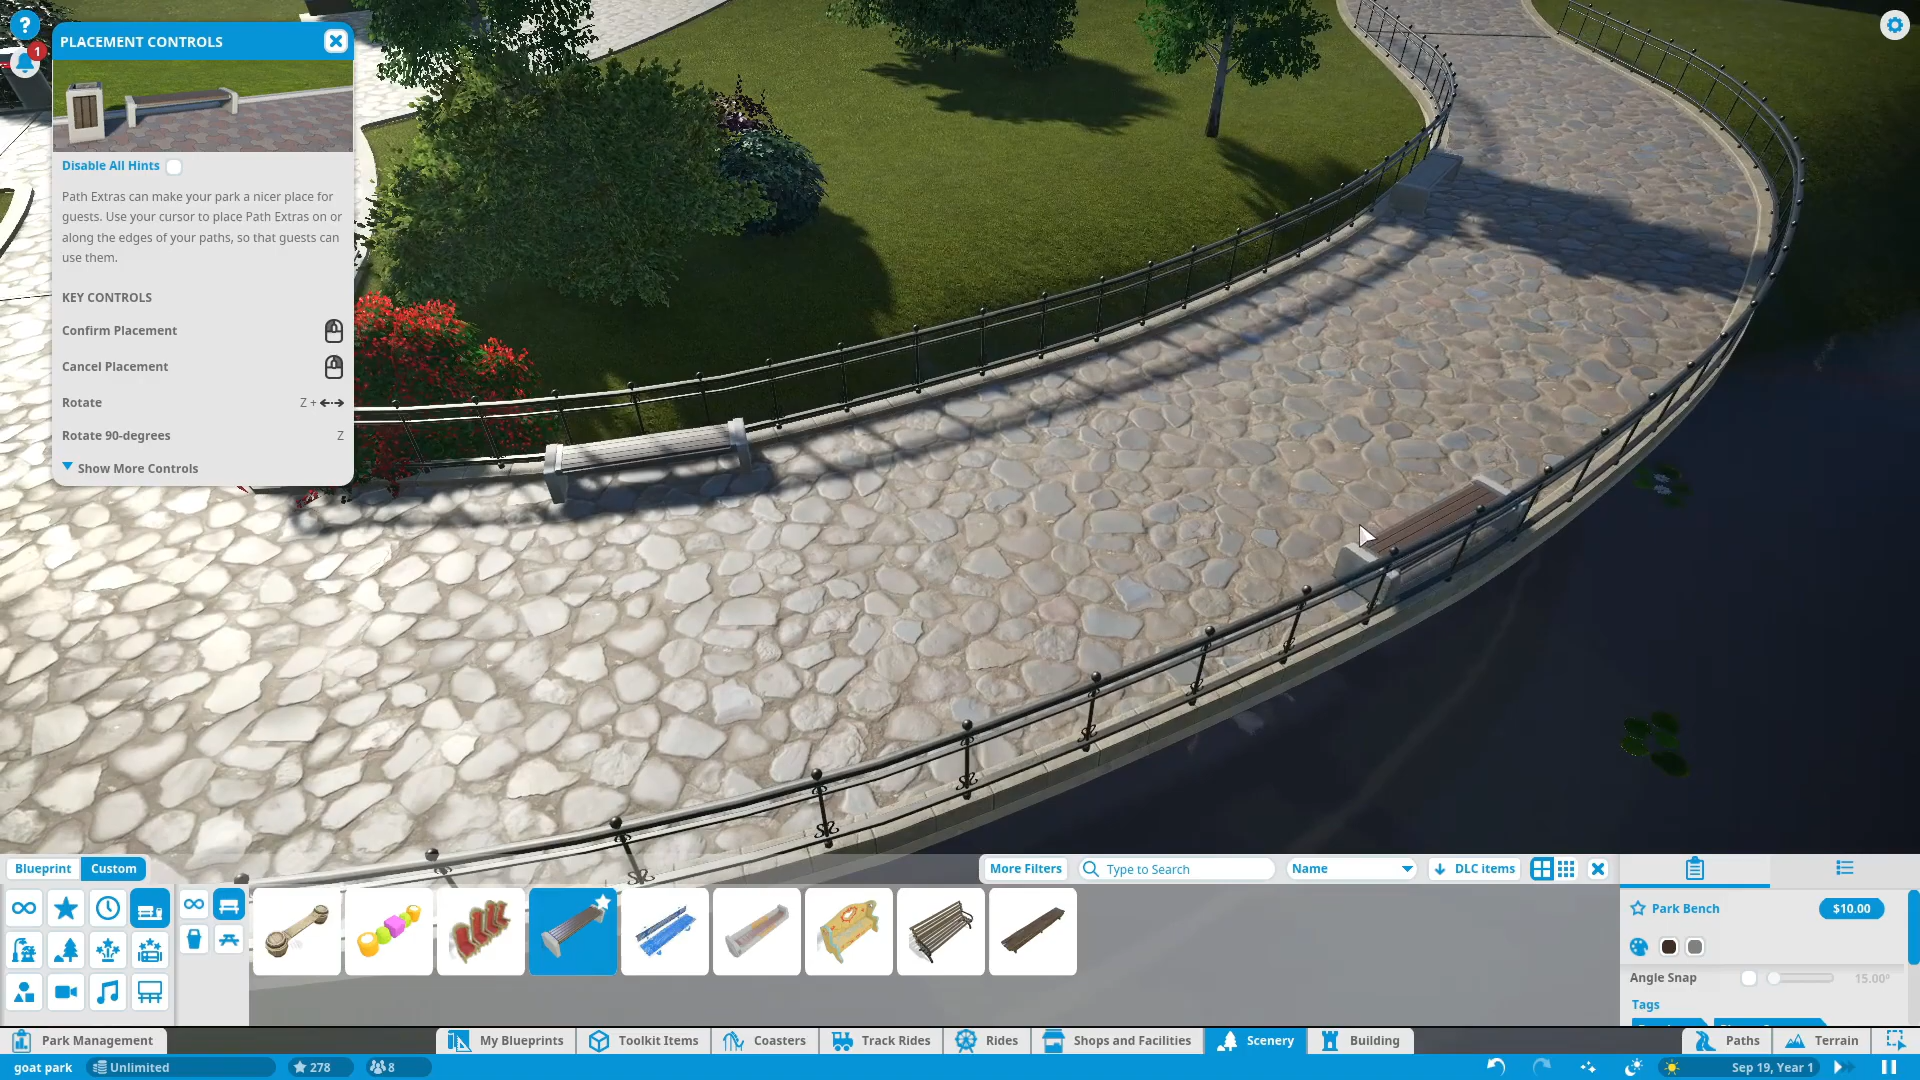 ?
1
PLACEMENT CONTROLS
Disable All Hints
Path Extras can make your park a nicer place for
guests. Use your cursor to place Path Extras on or
along the edges of your paths, so that guests can
use them.
KEY CONTROLS
Confirm Placement
Cancel Placement
Rotate Z +
Rotate 90-degrees Z
Show More Controls
Blueprint Custom
More Filters Type to Search Name DLC items
Park Bench $10.00
Angle Snap 15.00°
Tags
Park Management My Blueprints Toolkit Items Coasters Track Rides Rides Shops and Facilities Scenery Building Paths Terrain
goat park Unlimited 278 8 Sep 19, Year 1